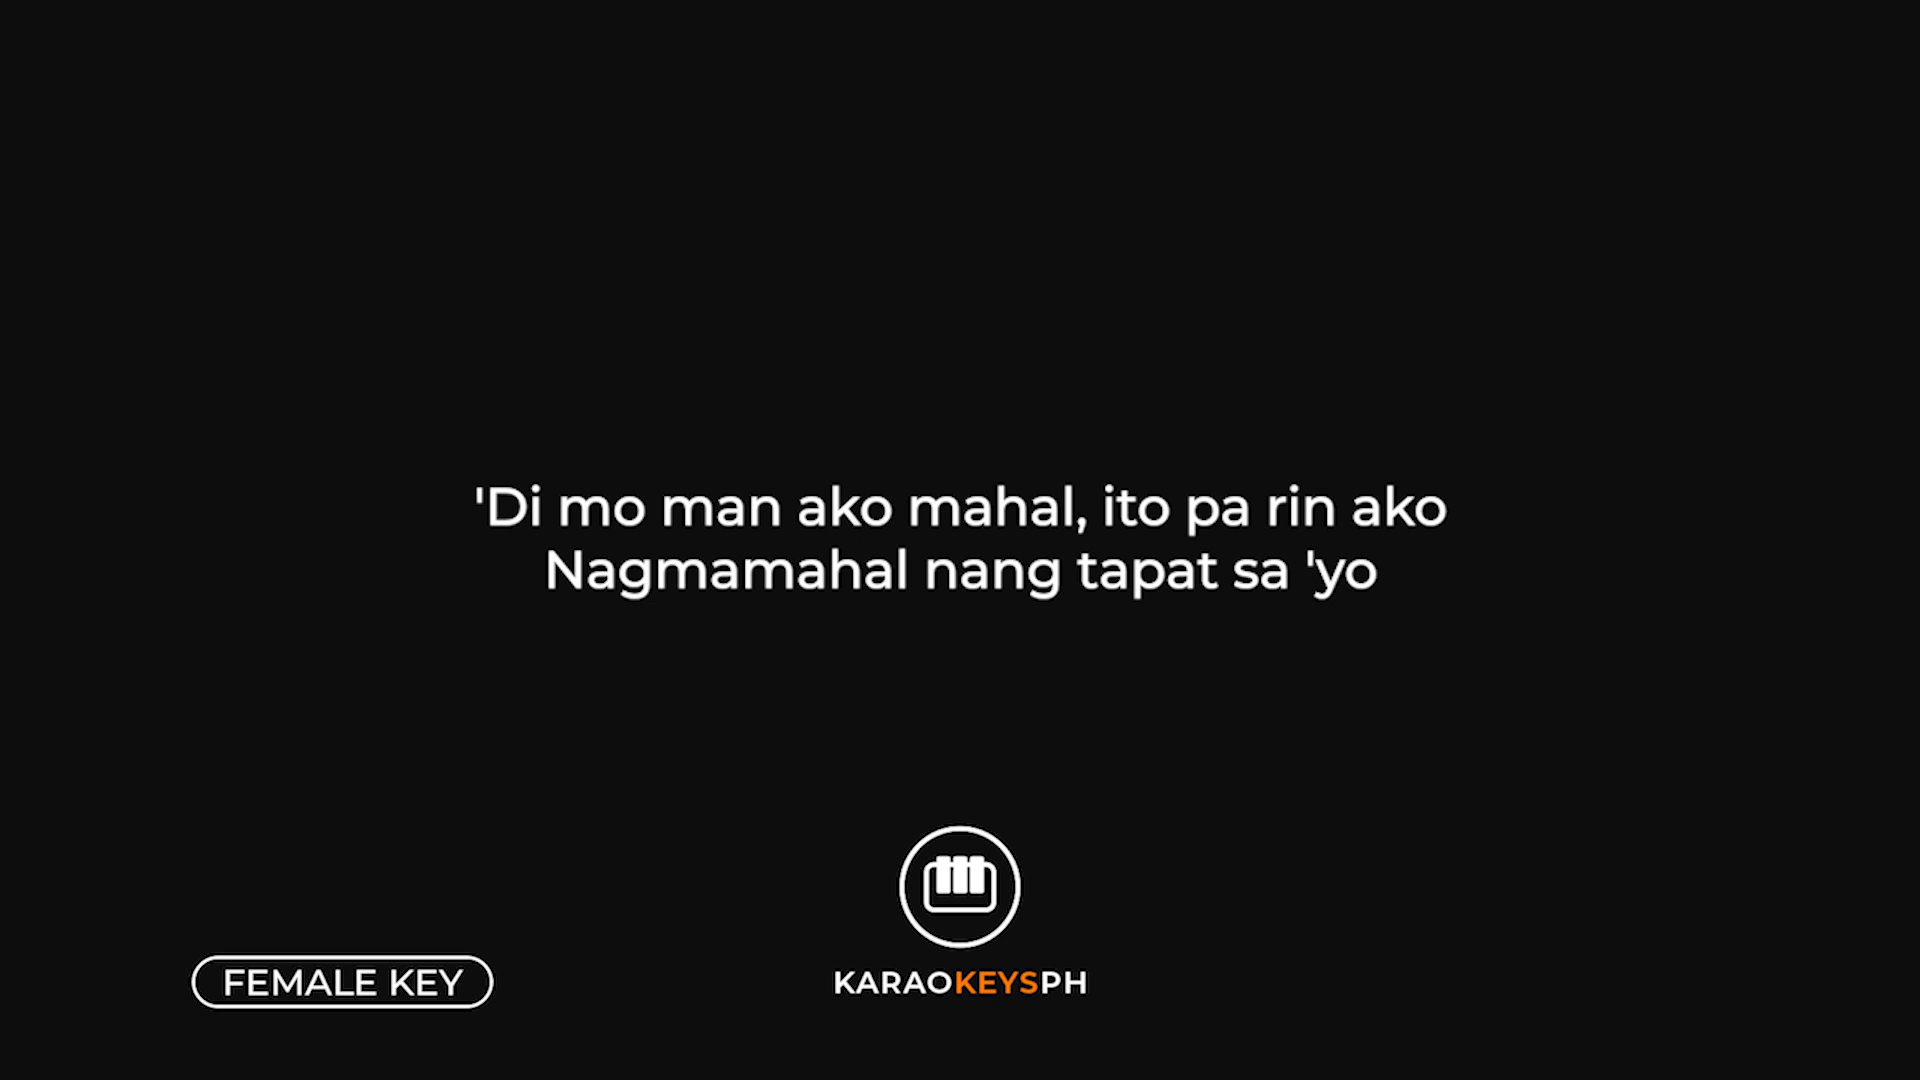 'Di mo man ako mahal, ito pa rin ako
Nagmamahal nang tapat sa 'yo
FEMALE KEY
KARAOKEYSPH